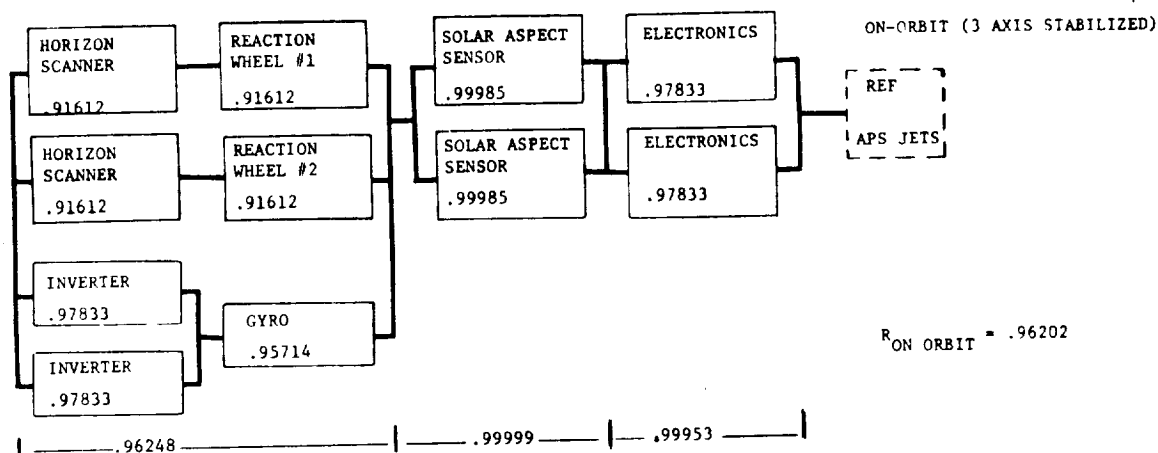 ON-ORBIT (3 AXIS STABILIZED)
HORIZON
SCANNER
.91612
REACTION
WHEEL #1
.91612
SOLAR ASPECT
SENSOR
.99985
ELECTRONICS
.97833
REF
APS JETS
HORIZON
SCANNER
.91612
REACTION
WHEEL #2
.91612
SOLAR ASPECT
SENSOR
.99985
ELECTRONICS
.97833
INVERTER
.97833
GYRO
.95714
INVERTER
.97833
R ON ORBIT = .96202
.96248
.99999
.99953